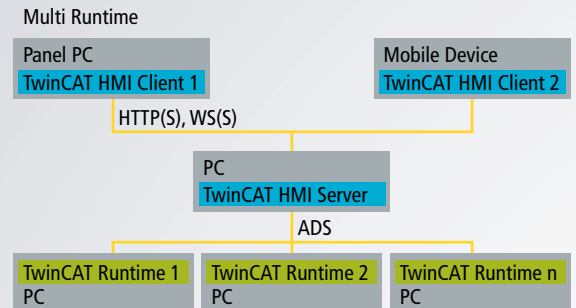 Multi Runtime
Panel PC
TwinCAT HMI Client 1
Mobile Device
TwinCAT HMI Client 2
HTTP(S), WS(S)
PC
TwinCAT HMI Server
ADS
TwinCAT Runtime 1
PC
TwinCAT Runtime 2
PC
TwinCAT Runtime n
PC